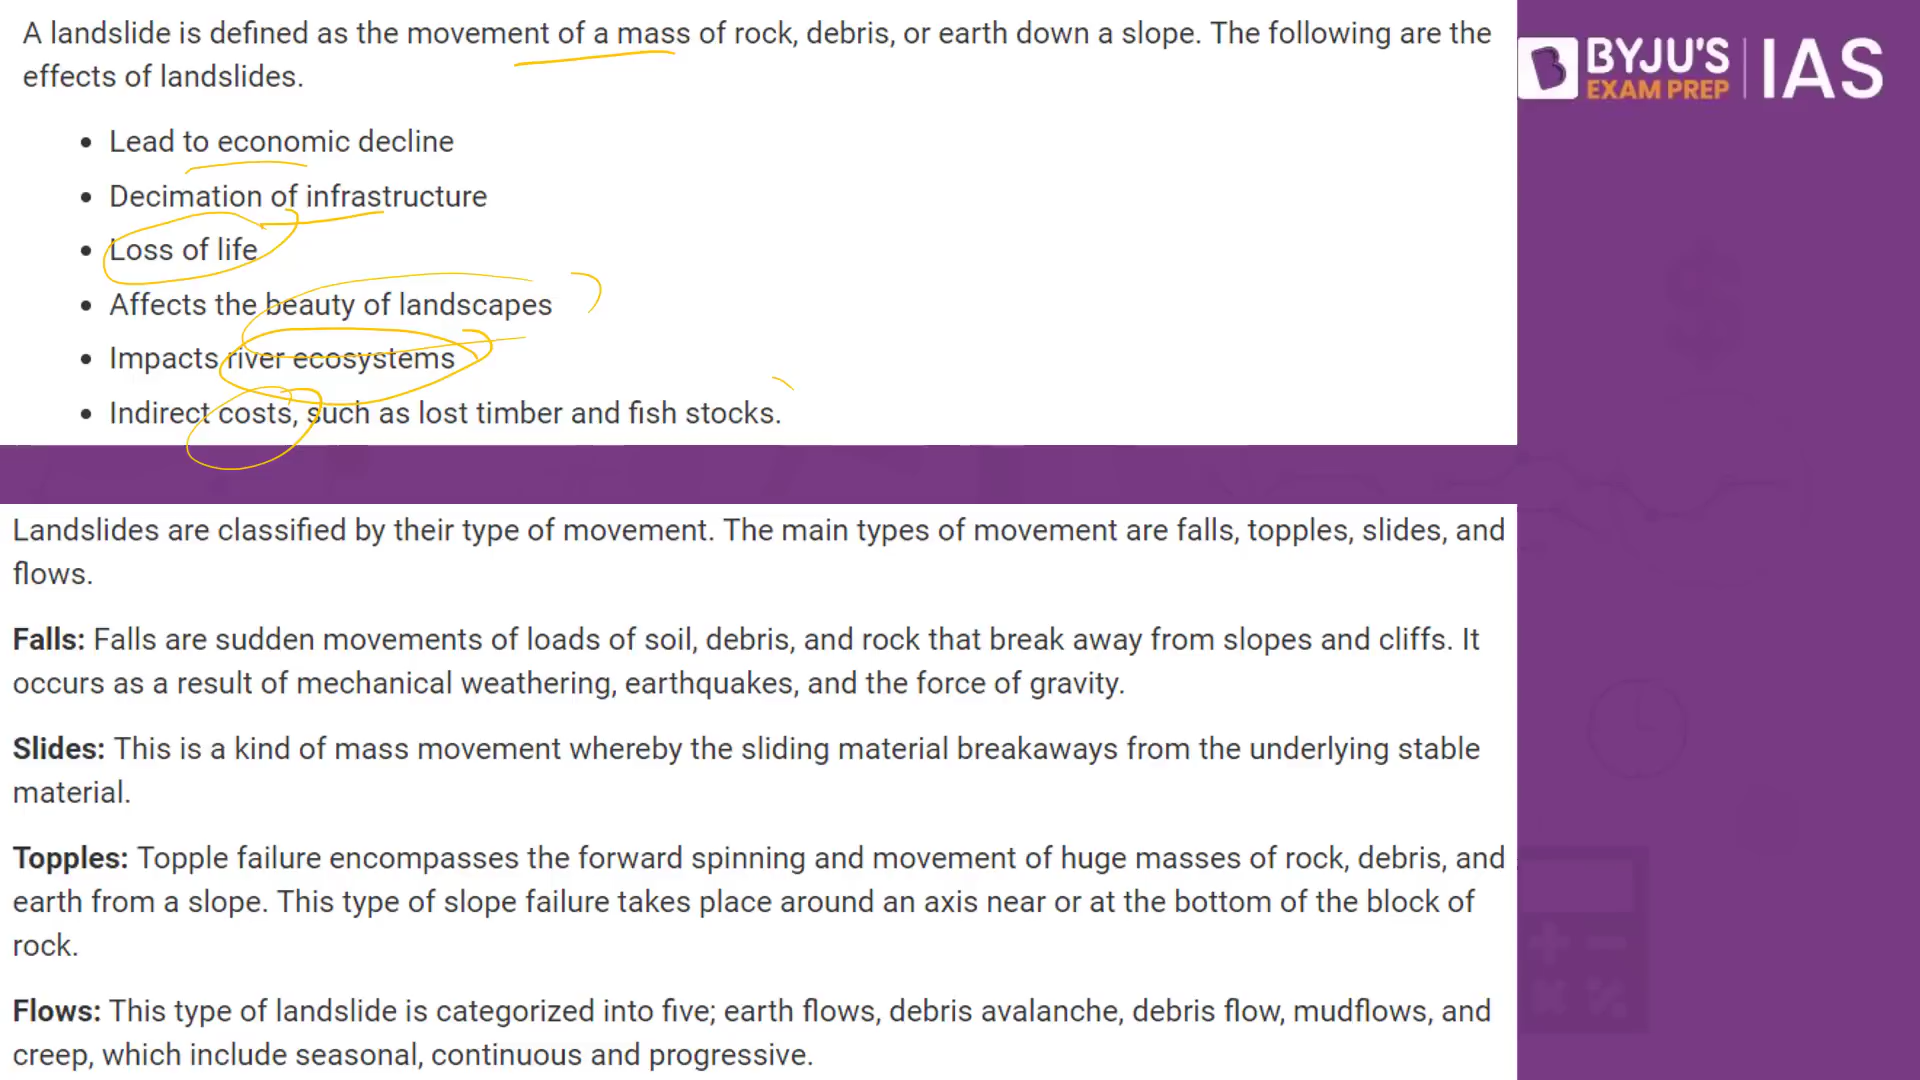 A landslide is defined as the movement of a mass of rock, debris, or earth down a slope. The following are the
effects of landslides.
• Lead to economic decline
• Decimation of infrastructure
• Loss of life
• Affects the beauty of landscapes
• Impacts river ecosystems
• Indirect costs, such as lost timber and fish stocks.
BYJU'S
EXAM PREP
IAS
Landslides are classified by their type of movement. The main types of movement are falls, topples, slides, and
flows.
Falls: Falls are sudden movements of loads of soil, debris, and rock that break away from slopes and cliffs. It
occurs as a result of mechanical weathering, earthquakes, and the force of gravity.
Slides: This is a kind of mass movement whereby the sliding material breakaways from the underlying stable
material.
Topples: Topple failure encompasses the forward spinning and movement of huge masses of rock, debris, and
earth from a slope. This type of slope failure takes place around an axis near or at the bottom of the block of
rock.
Flows: This type of landslide is categorized into five; earth flows, debris avalanche, debris flow, mudflows, and
creep, which include seasonal, continuous and progressive.